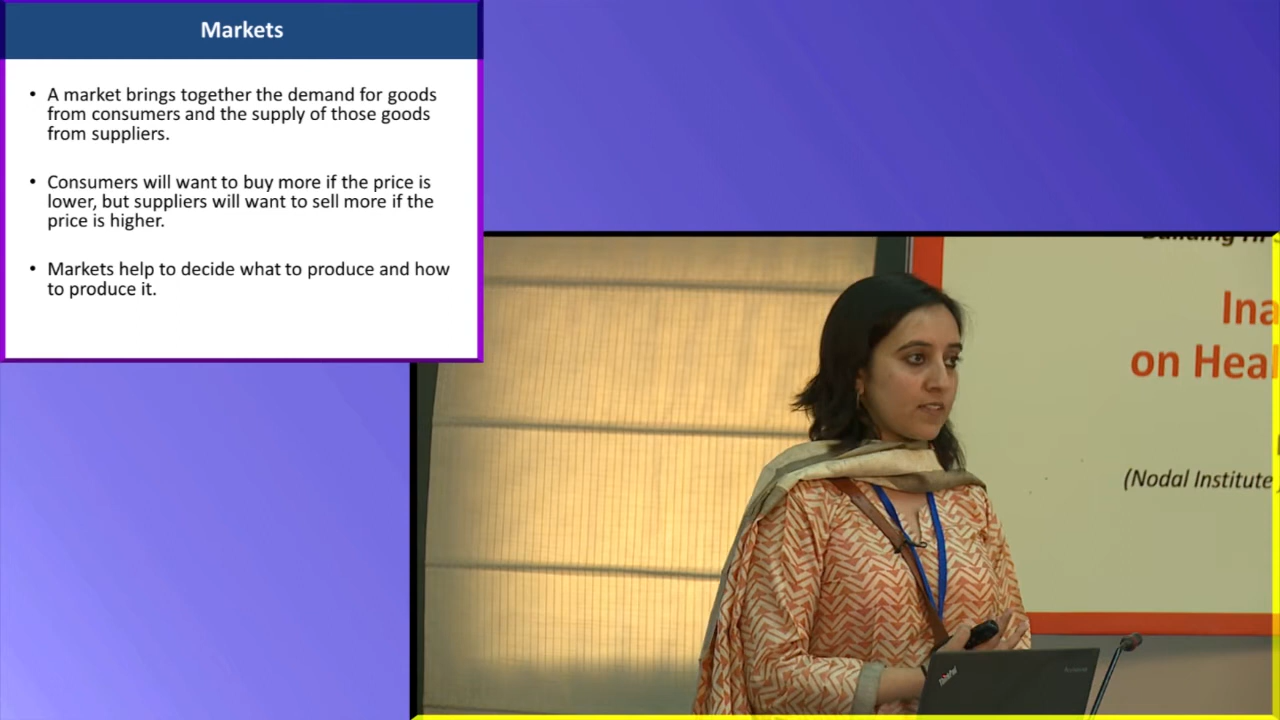 Markets
• A market brings together the demand for goods
from consumers and the supply of those goods
from suppliers.
• Consumers will want to buy more if the price is
lower, but suppliers will want to sell more if the
price is higher.
• Markets help to decide what to produce and how
to produce it.
Building
Ina
on Heal
(Nodal Institute
ThinkPad